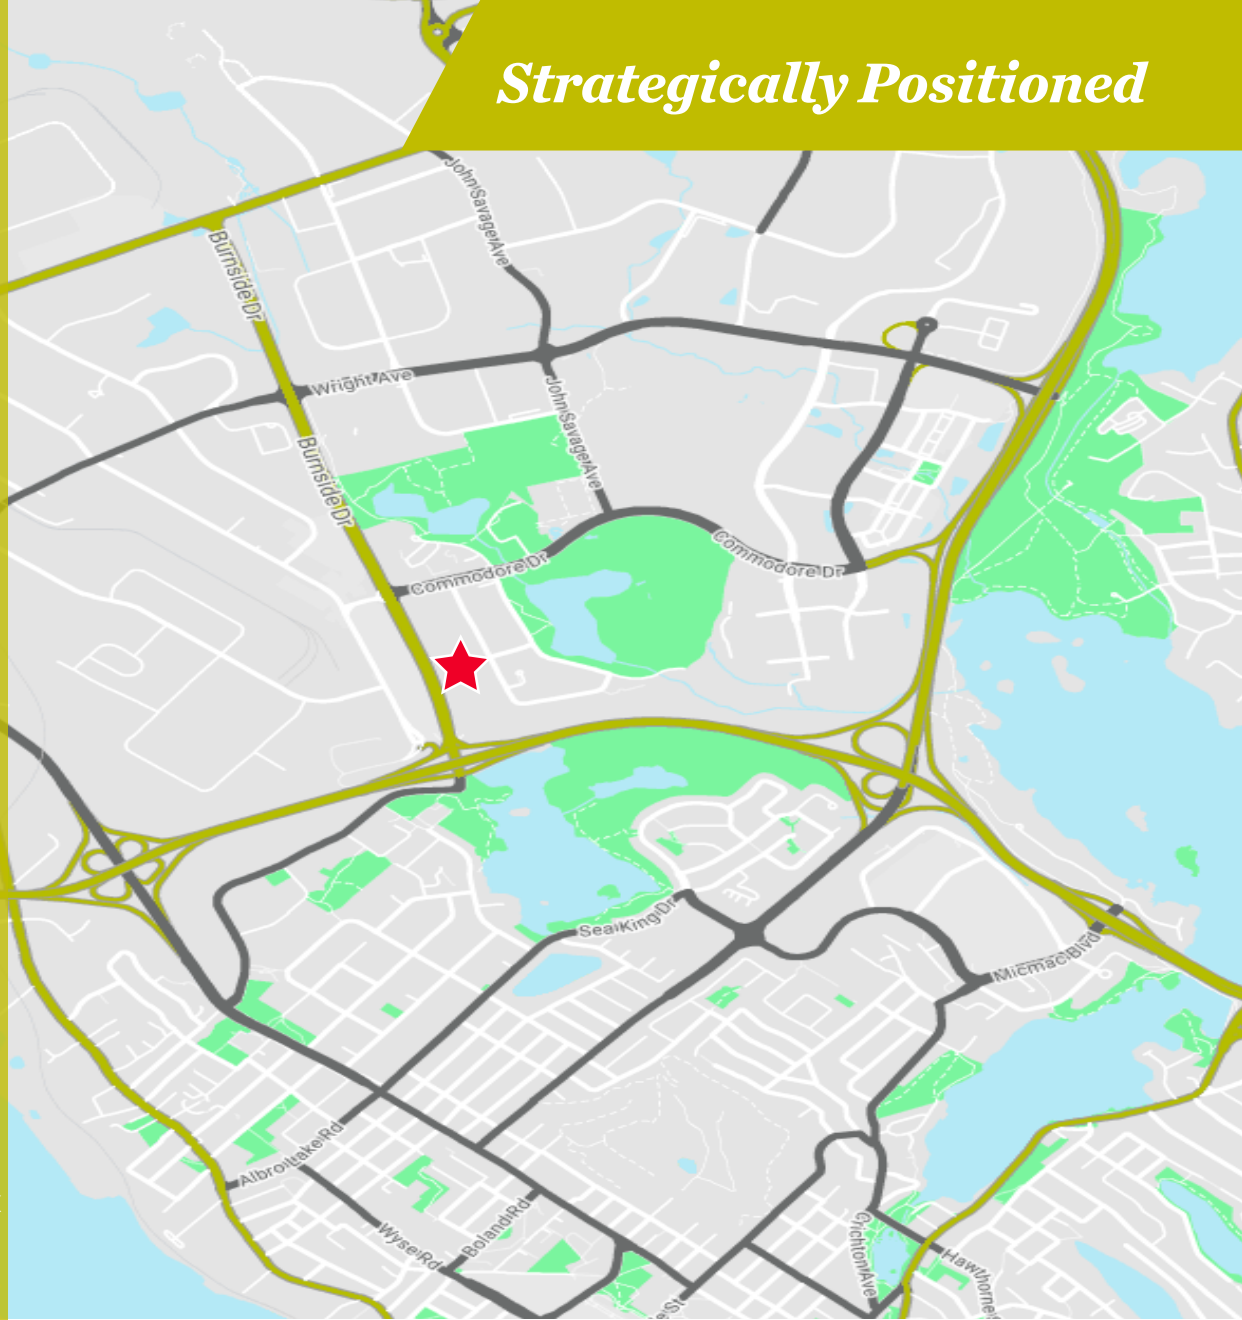 Strategically Positioned
John Savage Ave
Burnside Dr
Wright Ave
John Savage Ave
Burnside Dr
Commodore Dr
Commodore Dr
Sea King Dr
Micmac Blvd
Albro Lake Rd
Boland Rd
Wyse Rd
Crichton Ave
Hawthorne
e St